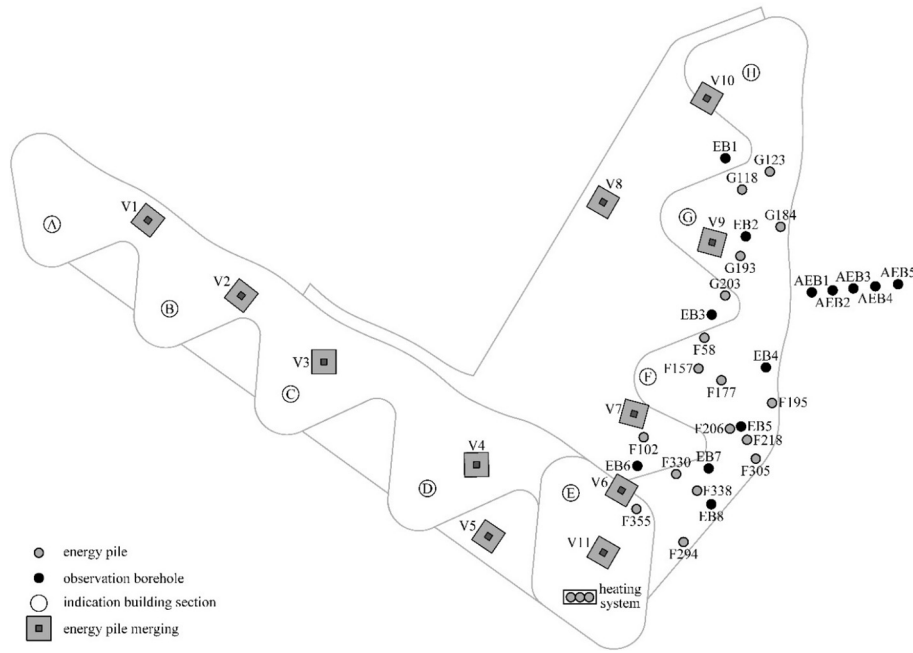 H
V10
EB1
G123
G118
V8
V1
G
G184
A
V9
EB2
G193
V2
AEB1
AEB3
AEB5
AEB2
AEB4
G203
B
EB3
F58
V3
F157
F
EB4
F177
C
V7
F195
F206
EB5
F218
F102
V4
EB6
F330
EB7
F305
D
E
V6
F338
F355
EB8
V5
V11
F294
energy pile
observation borehole
indication building section
energy pile merging
heating
system